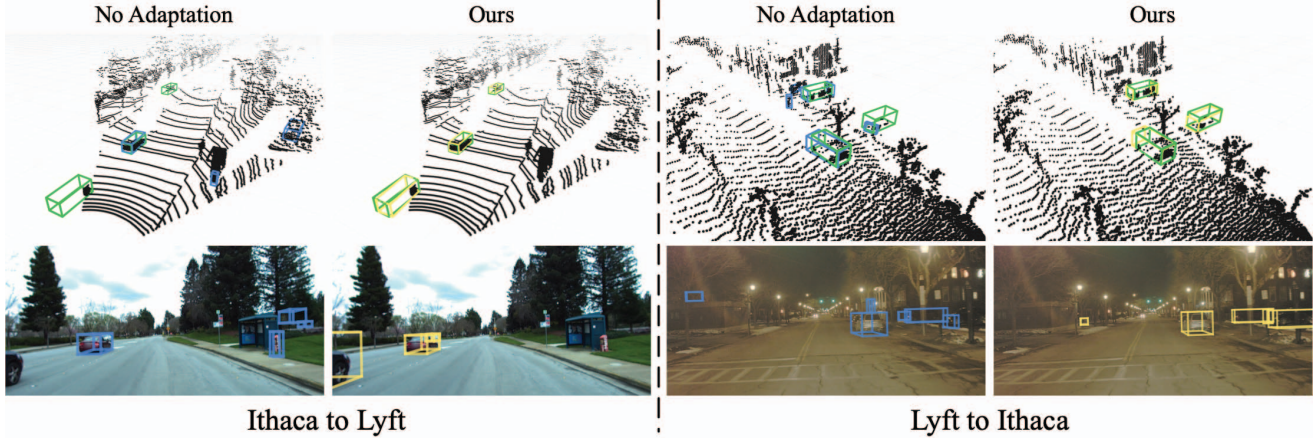 No Adaptation
Ours
No Adaptation
Ours
Ithaca to Lyft
Lyft to Ithaca